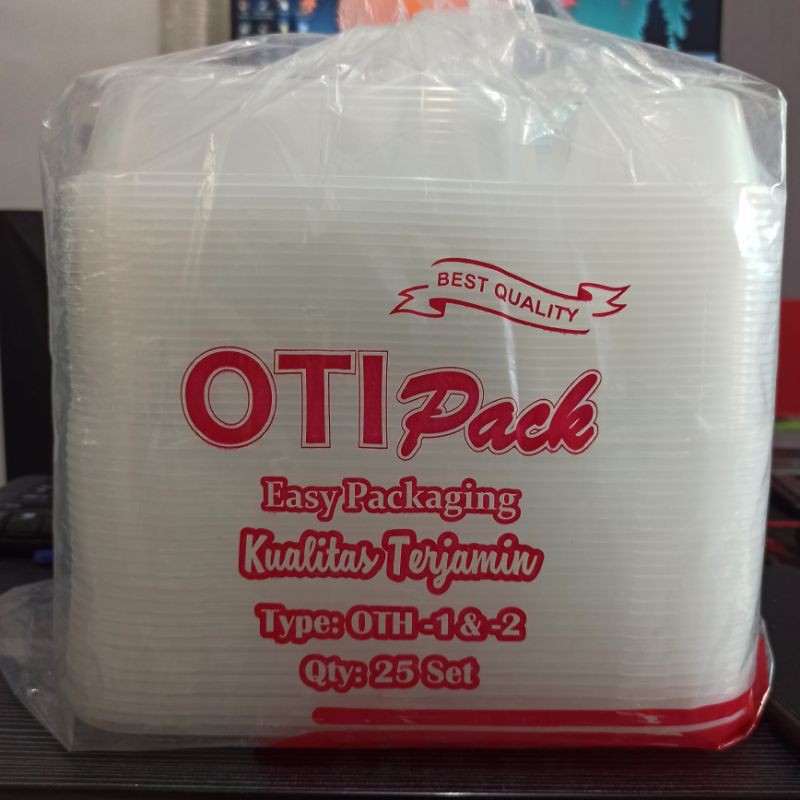 BEST QUALITY
OTI Pack
Easy Packaging
Kualitas Terjamin
Type: OTH -1 & -2
Qty: 25 Set